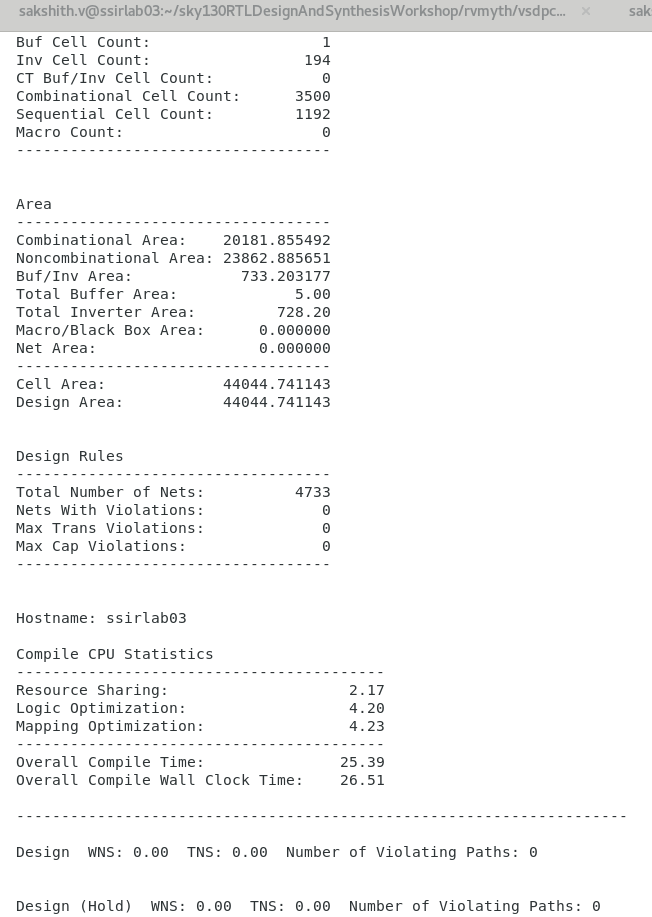 sakshith.v@ssirlab03:~/sky130RTLDesignAndSynthesisWorkshop/rvmyth/vsdpc... × sak
Buf Cell Count: 1
Inv Cell Count: 194
CT Buf/Inv Cell Count: 0
Combinational Cell Count: 3500
Sequential Cell Count: 1192
Macro Count: 0
-----------------------------------
Area
-----------------------------------
Combinational Area: 20181.855492
Noncombinational Area: 23862.885651
Buf/Inv Area: 733.203177
Total Buffer Area: 5.00
Total Inverter Area: 728.20
Macro/Black Box Area: 0.000000
Net Area: 0.000000
-----------------------------------
Cell Area: 44044.741143
Design Area: 44044.741143
Design Rules
-----------------------------------
Total Number of Nets: 4733
Nets With Violations: 0
Max Trans Violations: 0
Max Cap Violations: 0
-----------------------------------
Hostname: ssirlab03
Compile CPU Statistics
-----------------------------------------
Resource Sharing: 2.17
Logic Optimization: 4.20
Mapping Optimization: 4.23
-----------------------------------------
Overall Compile Time: 25.39
Overall Compile Wall Clock Time: 26.51
--------------------------------------------------------------------
Design WNS: 0.00 TNS: 0.00 Number of Violating Paths: 0
Design (Hold) WNS: 0.00 TNS: 0.00 Number of Violating Paths: 0